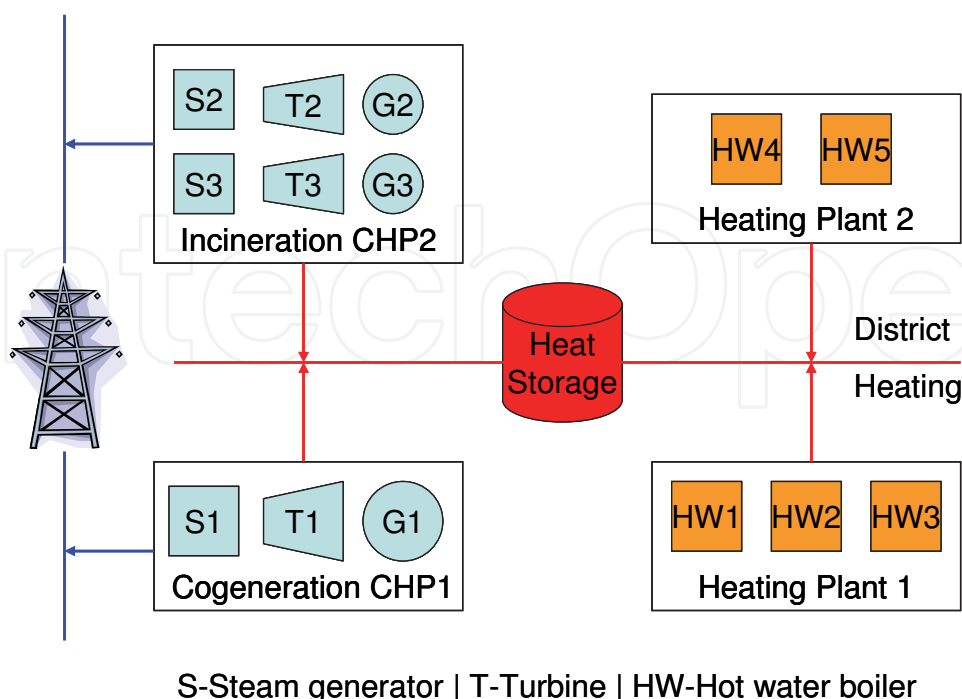 S2 T2 G2
S3 T3 G3
Incineration CHP2
HW4 HW5
Heating Plant 2
Heat
Storage
District
Heating
S1 T1 G1
Cogeneration CHP1
HW1 HW2 HW3
Heating Plant 1
S-Steam generator | T-Turbine | HW-Hot water boiler
ntechOpe